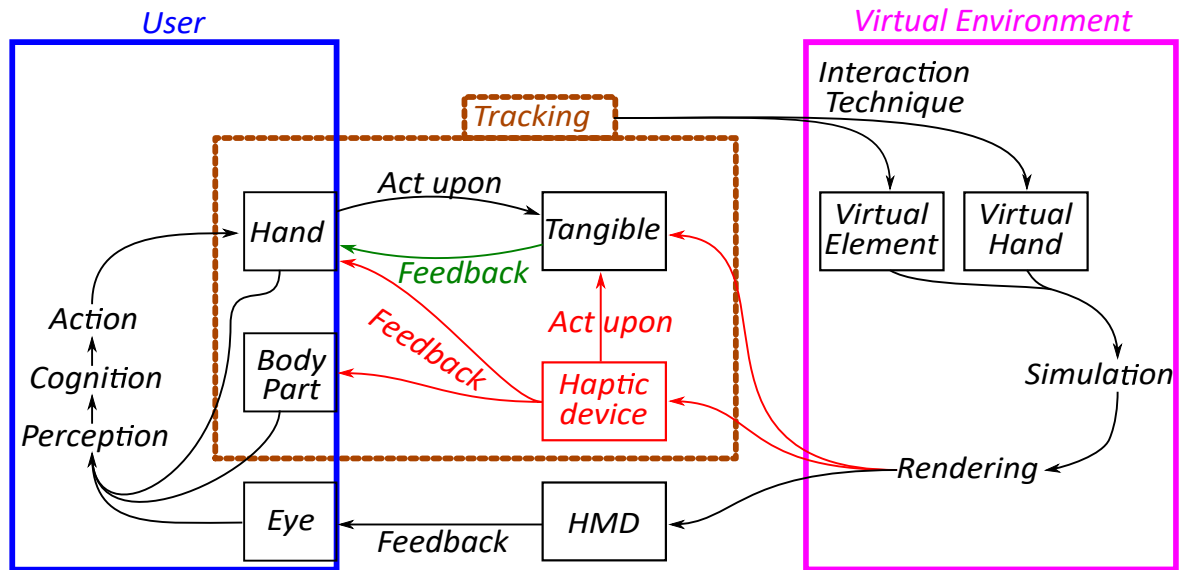 User
Virtual Environment
Interaction
Technique
Tracking
Act upon
Hand
Tangible
Virtual
Element
Virtual
Hand
Feedback
Action
Feedback
Act upon
Body
Part
Cognition
Haptic
device
Simulation
Perception
Rendering
Eye
HMD
Feedback